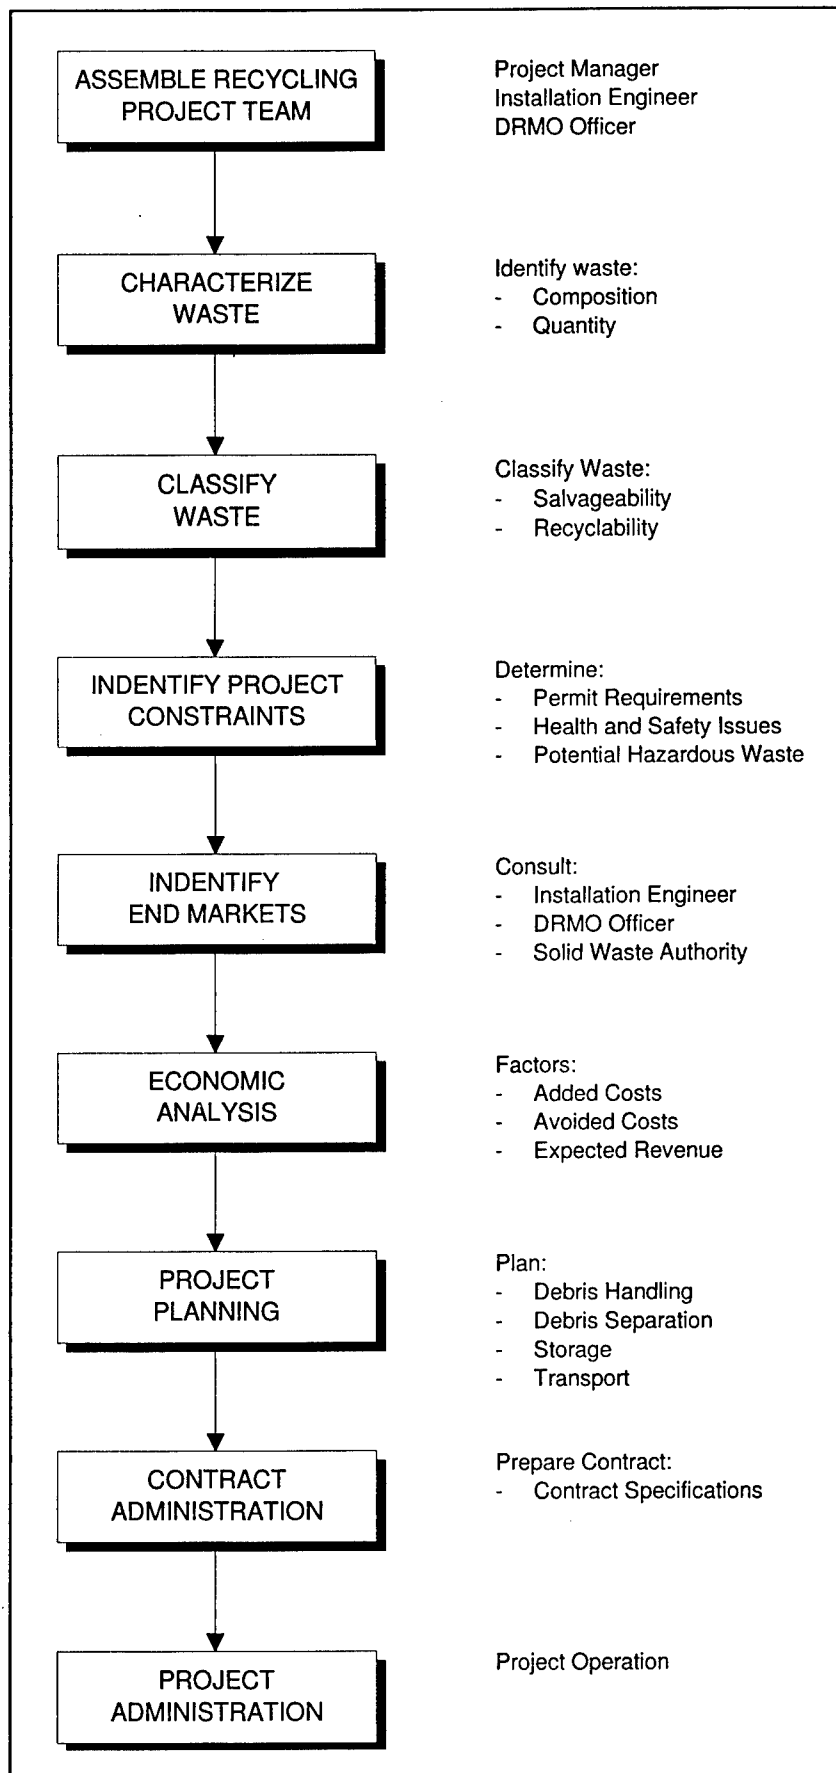 ASSEMBLE RECYCLING
PROJECT TEAM
Project Manager
Installation Engineer
DRMO Officer
CHARACTERIZE
WASTE
Identify waste:
- Composition
- Quantity
CLASSIFY
WASTE
Classify Waste:
- Salvageability
- Recyclability
INDENTIFY PROJECT
CONSTRAINTS
Determine:
- Permit Requirements
- Health and Safety Issues
- Potential Hazardous Waste
INDENTIFY
END MARKETS
Consult:
- Installation Engineer
- DRMO Officer
- Solid Waste Authority
ECONOMIC
ANALYSIS
Factors:
- Added Costs
- Avoided Costs
- Expected Revenue
PROJECT
PLANNING
Plan:
- Debris Handling
- Debris Separation
- Storage
- Transport
CONTRACT
ADMINISTRATION
Prepare Contract:
- Contract Specifications
PROJECT
ADMINISTRATION
Project Operation